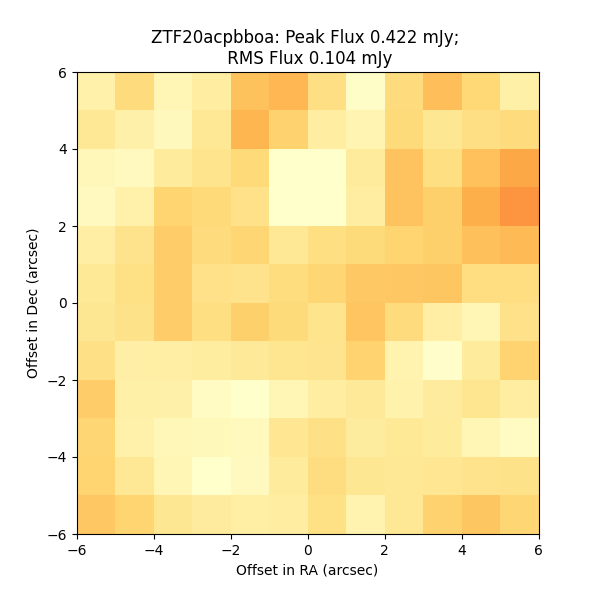 ZTF20acpbboa: Peak Flux 0.422 mJy;
RMS Flux 0.104 mJy
6
4
2
0
−2
−4
−6
Offset in Dec (arcsec)
−6 −4 −2 0 2 4 6
Offset in RA (arcsec)